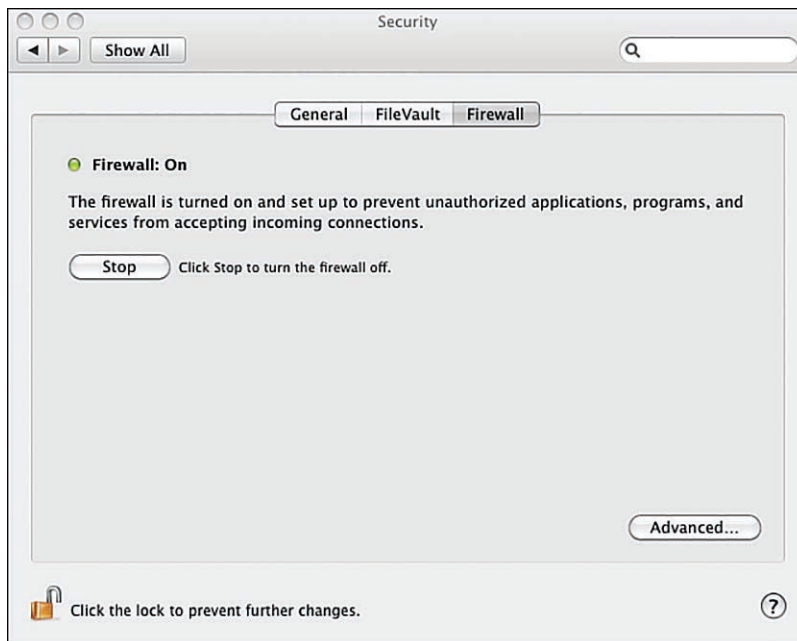 Security
Show All
General FileVault Firewall
Firewall: On
The firewall is turned on and set up to prevent unauthorized applications, programs, and
services from accepting incoming connections.
Stop Click Stop to turn the firewall off.
Advanced...
Click the lock to prevent further changes.
?